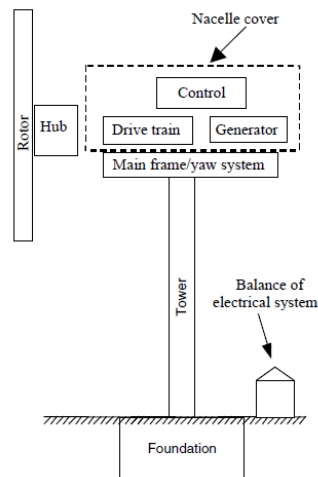 Nacelle cover
Control
Rotor
Hub
Drive train
Generator
Main frame/yaw system
Tower
Balance of
electrical system
Foundation